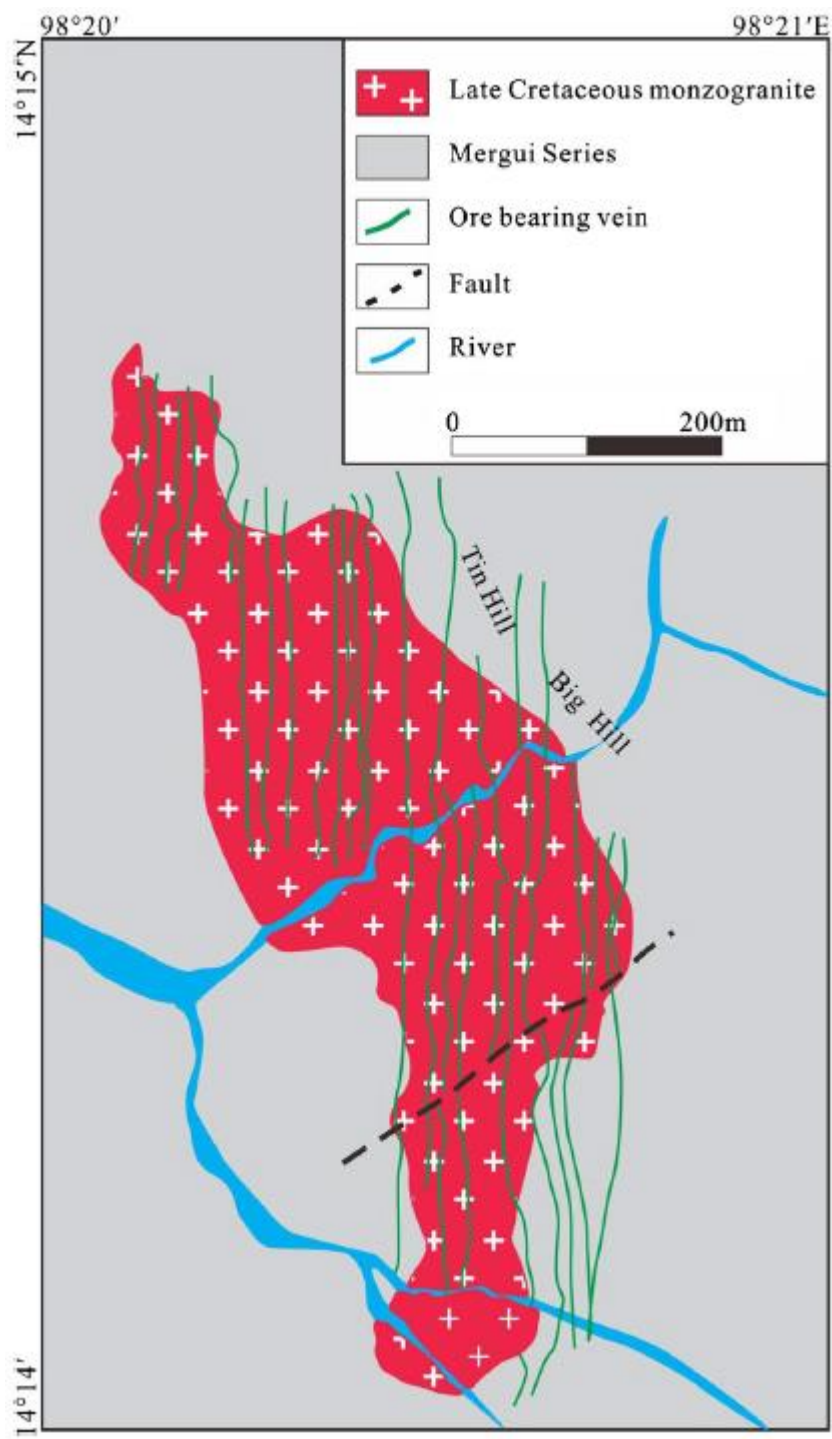 98°20′
98°21′E
14°15′N
Late Cretaceous monzogranite
Mergui Series
Ore bearing vein
Fault
River
0
200m
Tin Hill
Big Hill
14°14′